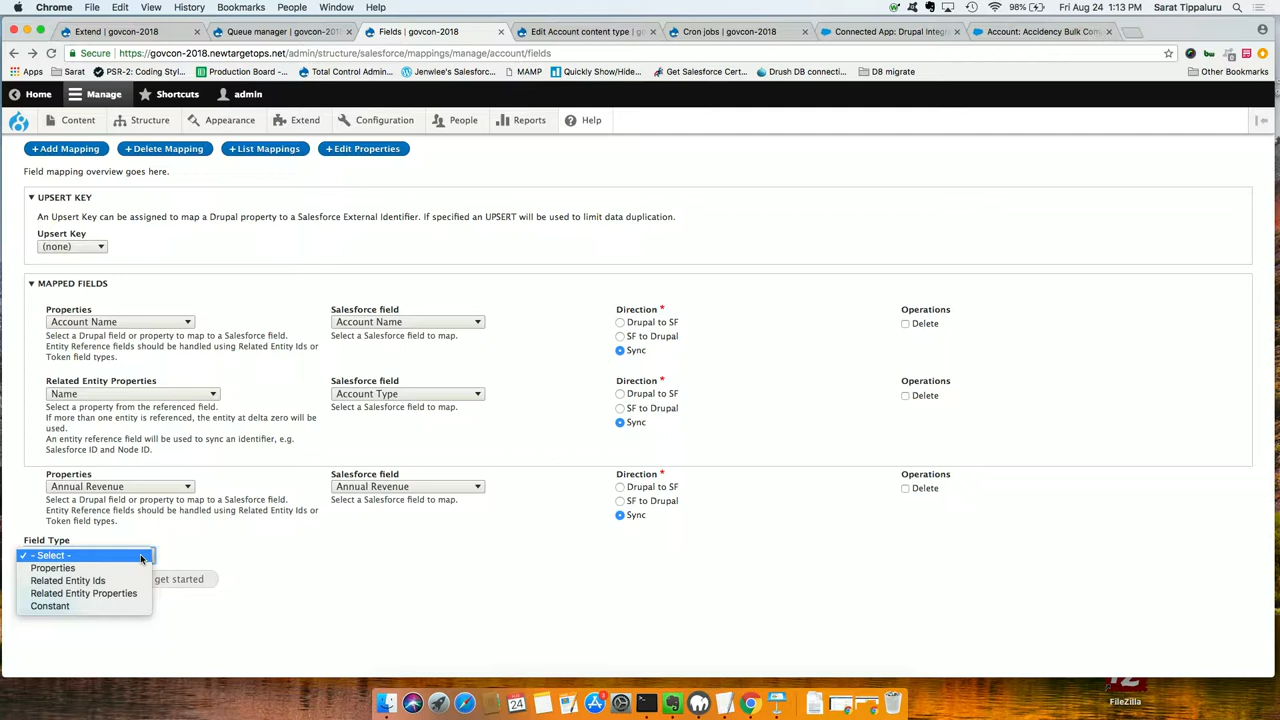 Chrome File Edit View History Bookmarks People Window Help 98% Fri Aug 24 1:13 PM Sarat Tippaluru
Extend | govcon-2018 Queue manager | govcon-2018 Fields | govcon-2018 Edit Account content type | go Cron jobs | govcon-2018 Connected App: Drupal Integr Account: Accidency Bulk Com
Secure https://govcon-2018.newtargetops.net/admin/structure/salesforce/mappings/manage/account/fields
Apps Sarat PSR-2: Coding Styl... Production Board -... Total Control Admin... Jenwlee's Salesforc... MAMP Quickly Show/Hide... Get Salesforce Cert... Drush DB connecti... D8 migrate Other Bookmarks
Home Manage Shortcuts admin
Content Structure Appearance Extend Configuration People Reports Help
+Add Mapping +Delete Mapping +List Mappings +Edit Properties
Field mapping overview goes here.
UPSERT KEY
An Upsert Key can be assigned to map a Drupal property to a Salesforce External Identifier. If specified an UPSERT will be used to limit data duplication.
Upsert Key
(none)
MAPPED FIELDS
Properties Salesforce field Direction * Operations
Account Name Account Name Drupal to SF Delete
Select a Drupal field or property to map to a Salesforce field. Select a Salesforce field to map. SF to Drupal
Entity Reference fields should be handled using Related Entity Ids or Sync
Token field types.
Related Entity Properties Salesforce field Direction * Operations
Name Account Type Drupal to SF Delete
Select a property from the referenced field. Select a Salesforce field to map. SF to Drupal
If more than one entity is referenced, the entity at delta zero will be Sync
used.
An entity reference field will be used to sync an identifier, e.g.
Salesforce ID and Node ID.
Properties Salesforce field Direction * Operations
Annual Revenue Annual Revenue Drupal to SF Delete
Select a Drupal field or property to map to a Salesforce field. Select a Salesforce field to map. SF to Drupal
Entity Reference fields should be handled using Related Entity Ids or Sync
Token field types.
Field Type
- Select -
Properties
get started
Related Entity Ids
Related Entity Properties
Constant
24
FileZilla